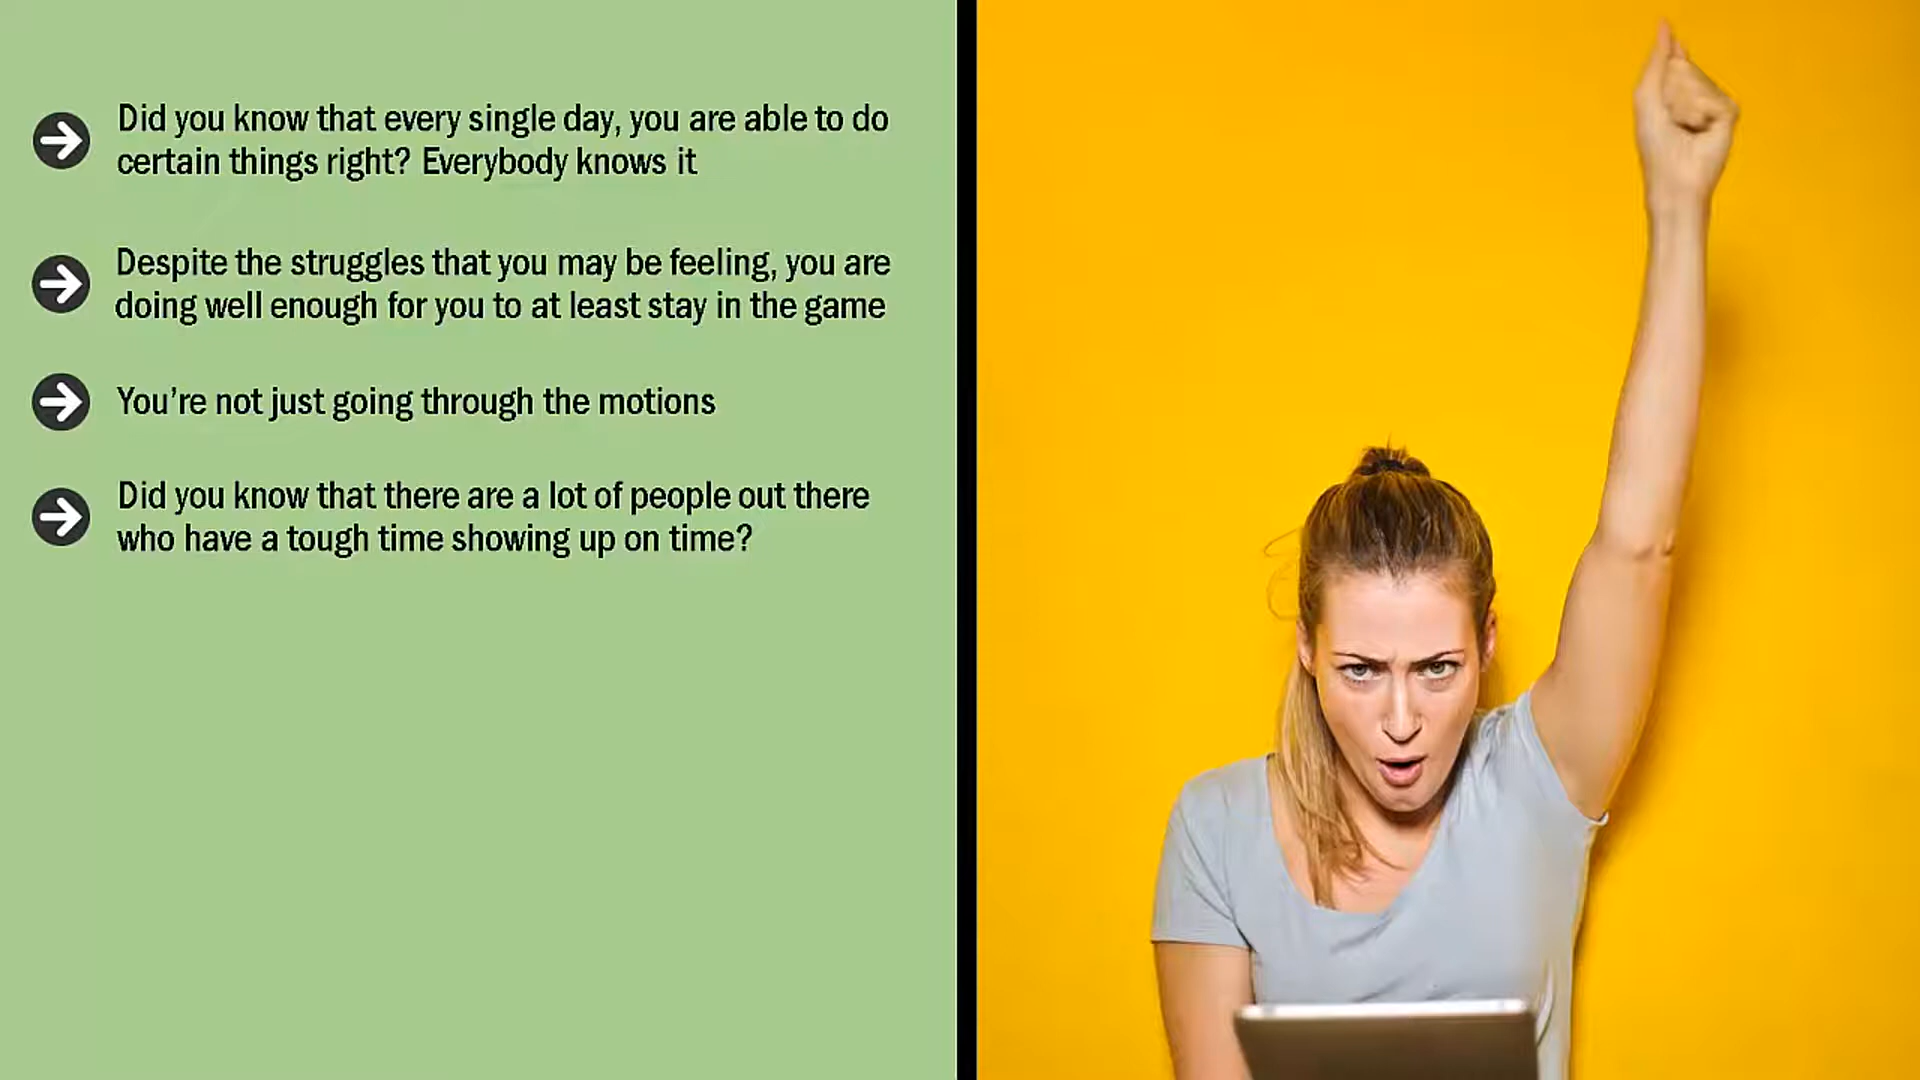 Did you know that every single day, you are able to do
certain things right? Everybody knows it
Despite the struggles that you may be feeling, you are
doing well enough for you to at least stay in the game
You’re not just going through the motions
Did you know that there are a lot of people out there
who have a tough time showing up on time?